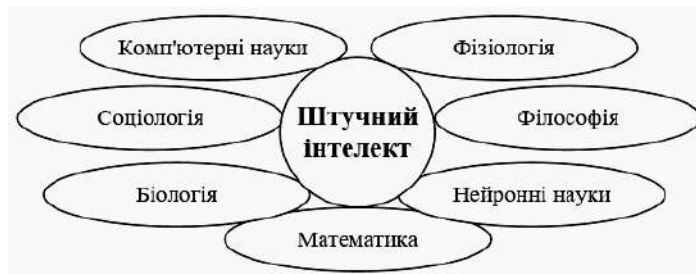 Комп'ютерні науки
Фізіологія
Соціологія
Штучний
інтелект
Філософія
Біологія
Нейронні науки
Математика